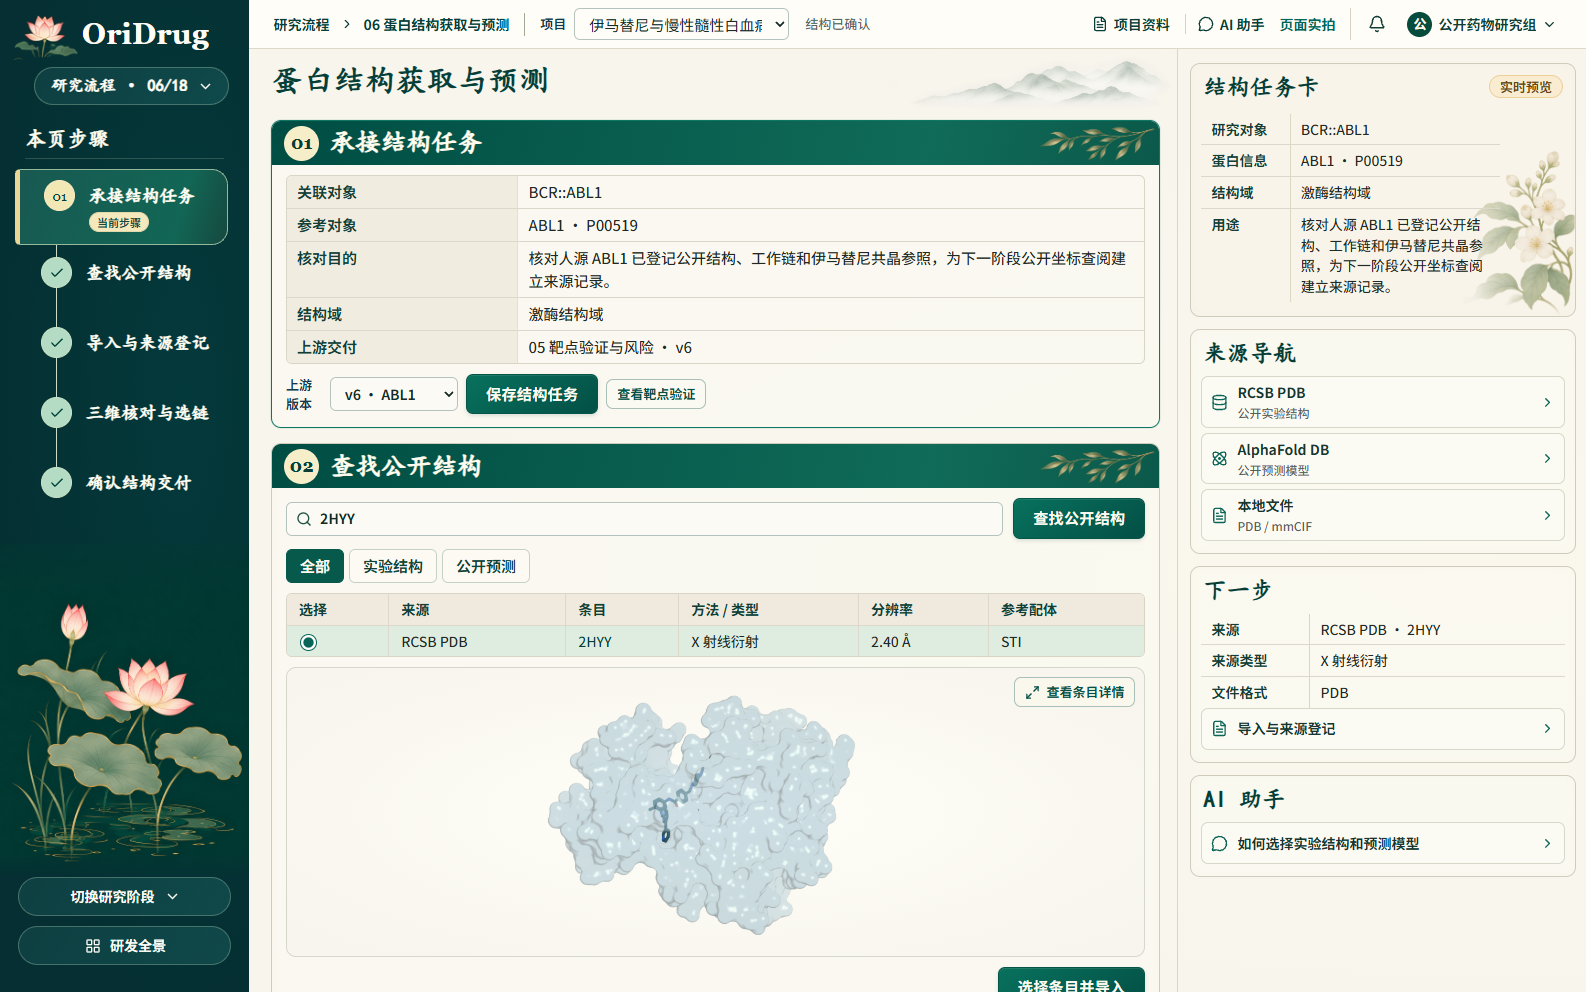 OriDrug
研究流程 • 06/18
本页步骤
01 承接结构任务
当前步骤
查找公开结构
导入与来源登记
三维核对与选链
确认结构交付
切换研究阶段
研发全景
研究流程 > 06 蛋白结构获取与预测 项目 伊马替尼与慢性髓性白血 结构已确认
项目资料 AI 助手 页面实拍 公 公开药物研究组
蛋白结构获取与预测
01 承接结构任务
关联对象 BCR::ABL1
参考对象 ABL1 • P00519
核对目的 核对人源 ABL1 已登记公开结构、工作链和伊马替尼共晶参照，为下一阶段公开坐标查阅建
立来源记录。
结构域 激酶结构域
上游交付 05 靶点验证与风险 • v6
上游
版本
v6 • ABL1 保存结构任务 查看靶点验证
02 查找公开结构
2HYY 查找公开结构
全部 实验结构 公开预测
选择 来源 条目 方法 / 类型 分辨率 参考配体
RCSB PDB 2HYY X 射线衍射 2.40 Å STI
查看条目详情
选择条目并导入
结构任务卡 实时预览
研究对象 BCR::ABL1
蛋白信息 ABL1 • P00519
结构域 激酶结构域
用途 核对人源 ABL1 已登记公开结
构、工作链和伊马替尼共晶参
照，为下一阶段公开坐标查阅
建立来源记录。
来源导航
RCSB PDB
公开实验结构
AlphaFold DB
公开预测模型
本地文件
PDB / mmCIF
下一步
来源 RCSB PDB • 2HYY
来源类型 X 射线衍射
文件格式 PDB
导入与来源登记
AI 助手
如何选择实验结构和预测模型